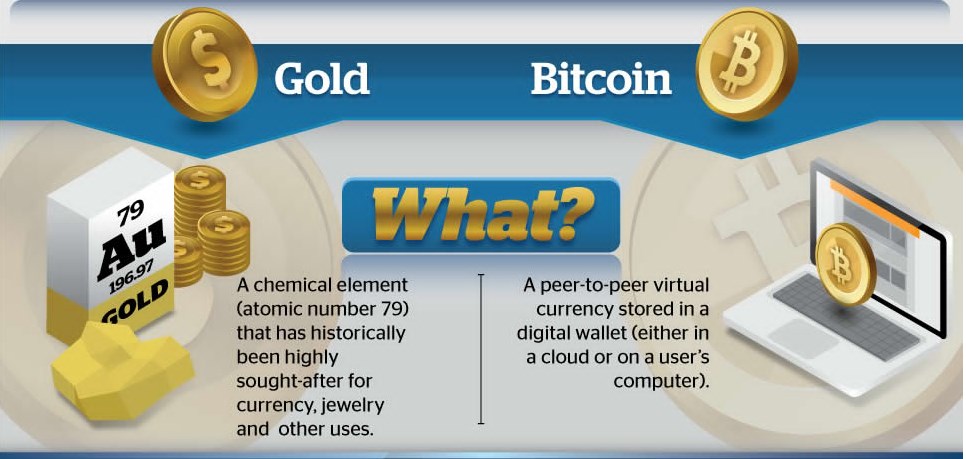 Gold
Bitcoin
What?
79
Au
196.97
GOLD
A chemical element
(atomic number 79)
that has historically
been highly
sought-after for
currency, jewelry
and other uses.
A peer-to-peer virtual
currency stored in a
digital wallet (either in
a cloud or on a user's
computer).